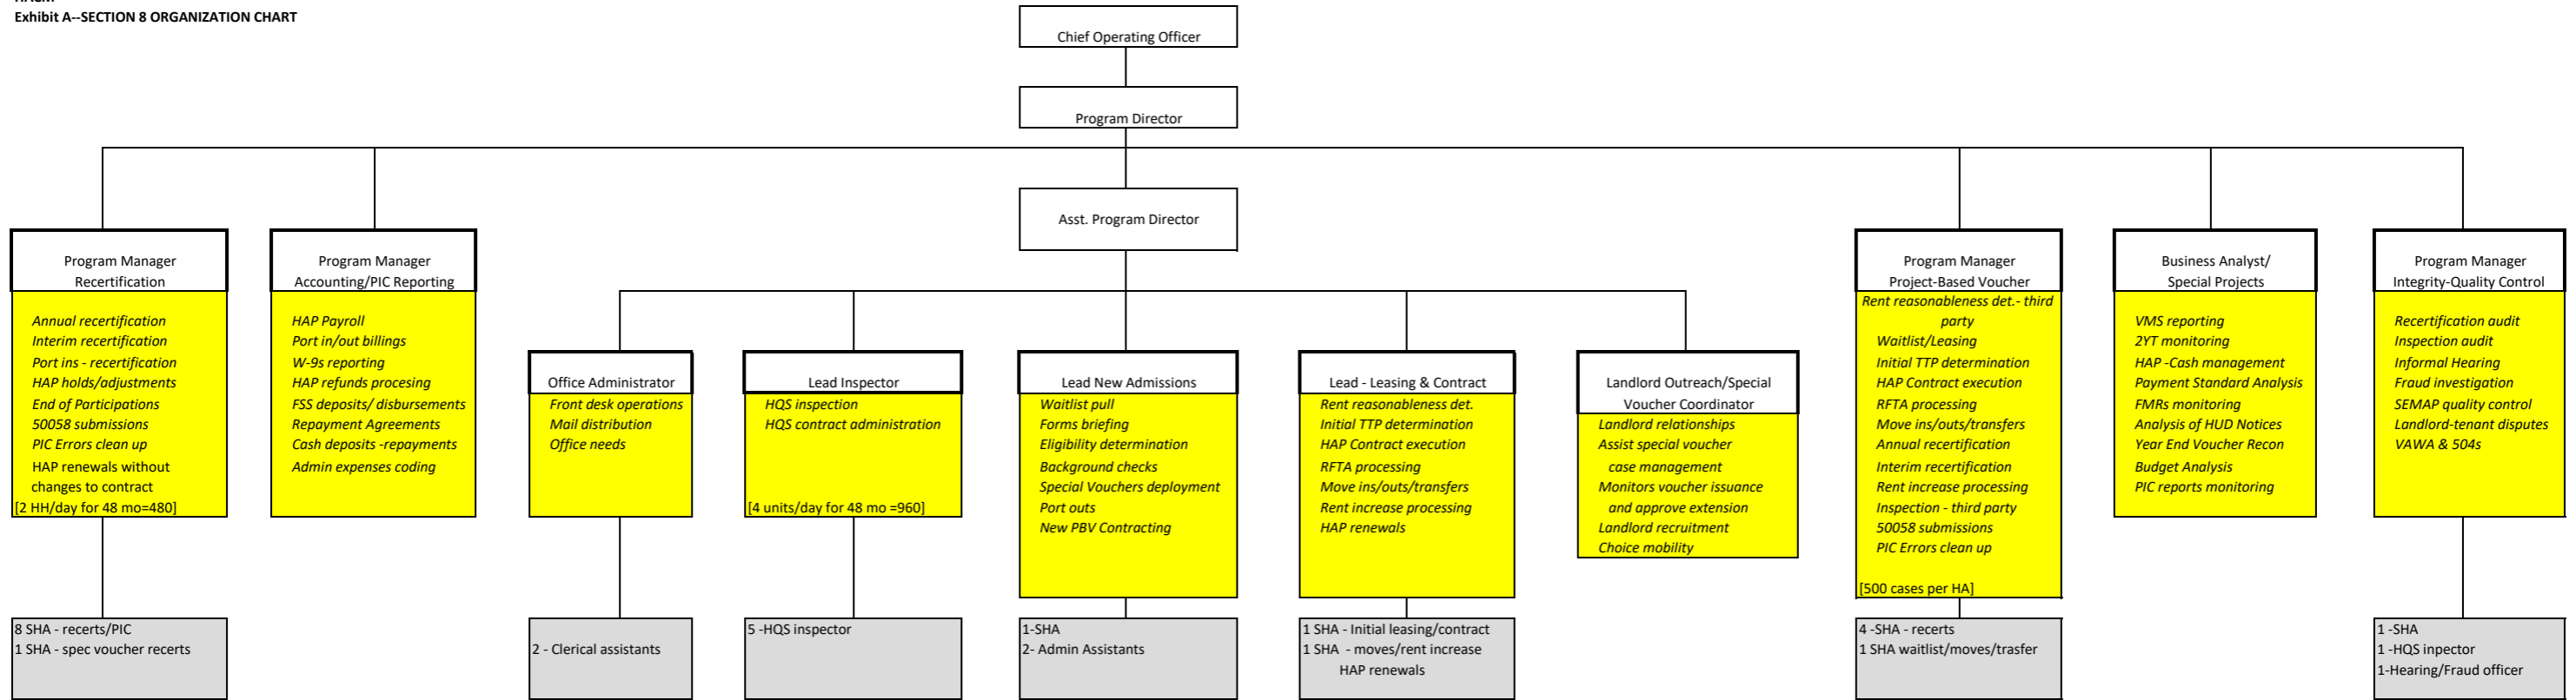 Exhibit A--SECTION 8 ORGANIZATION CHART
Chief Operating Officer
Program Director
Asst. Program Director
Program Manager
Recertification
Annual recertification
Interim recertification
Port ins - recertification
HAP holds/adjustments
End of Participations
50058 submissions
PIC Errors clean up
HAP renewals without
changes to contract
[2 HH/day for 48 mo=480]
8 SHA - recerts/PIC
1 SHA - spec voucher recerts
Program Manager
Accounting/PIC Reporting
HAP Payroll
Port in/out billings
W-9s reporting
HAP refunds procesing
FSS deposits/ disbursements
Repayment Agreements
Cash deposits -repayments
Admin expenses coding
Office Administrator
Front desk operations
Mail distribution
Office needs
2 - Clerical assistants
Lead Inspector
HQS inspection
HQS contract administration
[4 units/day for 48 mo =960]
5 -HQS inspector
Lead New Admissions
Waitlist pull
Forms briefing
Eligibility determination
Background checks
Special Vouchers deployment
Port outs
New PBV Contracting
1-SHA
2- Admin Assistants
Lead - Leasing & Contract
Rent reasonableness det.
Initial TTP determination
HAP Contract execution
RFTA processing
Move ins/outs/transfers
Rent increase processing
HAP renewals
1 SHA - Initial leasing/contract
1 SHA  - moves/rent increase
HAP renewals
Landlord Outreach/Special
Voucher Coordinator
Landlord relationships
Assist special voucher
case management
Monitors voucher issuance
and approve extension
Landlord recruitment
Choice mobility
Program Manager
Project-Based Voucher
Rent reasonableness det.- third
party
Waitlist/Leasing
Initial TTP determination
HAP Contract execution
RFTA processing
Move ins/outs/transfers
Annual recertification
Interim recertification
Rent increase processing
Inspection - third party
50058 submissions
PIC Errors clean up
[500 cases per HA]
4 -SHA - recerts
1 SHA waitlist/moves/trasfer
Business Analyst/
Special Projects
VMS reporting
2YT monitoring
HAP -Cash management
Payment Standard Analysis
FMRs monitoring
Analysis of HUD Notices
Year End Voucher Recon
Budget Analysis
PIC reports monitoring
Program Manager
Integrity-Quality Control
Recertification audit
Inspection audit
Informal Hearing
Fraud investigation
SEMAP quality control
Landlord-tenant disputes
VAWA & 504s
1 -SHA
1 -HQS inpector
1-Hearing/Fraud officer